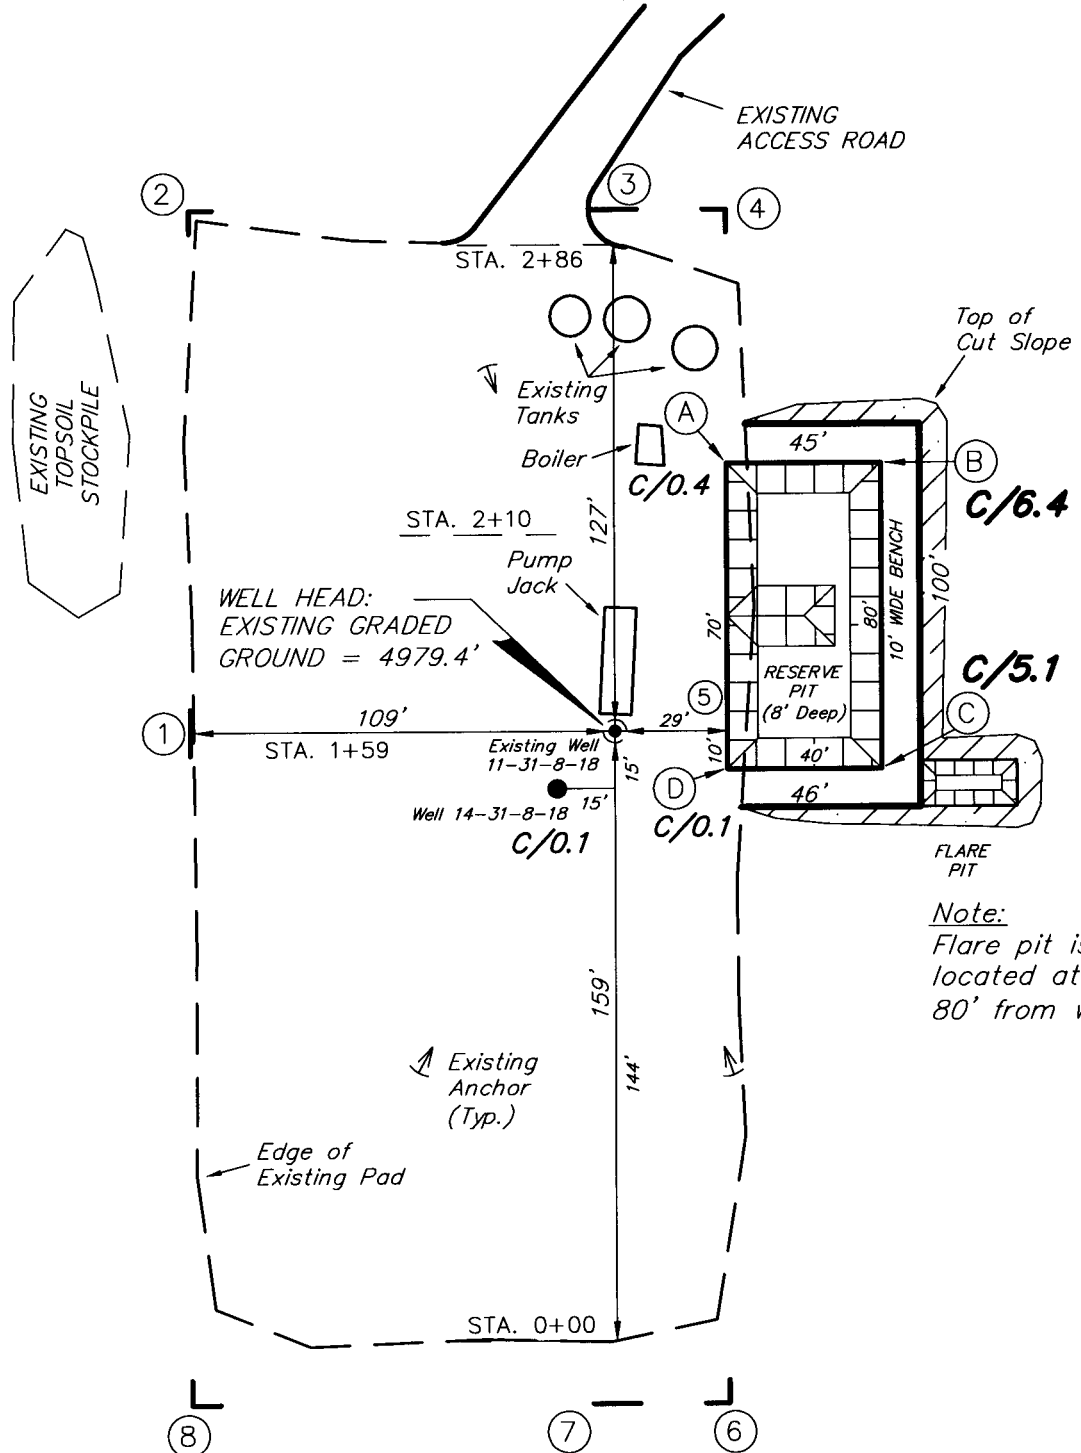 EXISTING
ACCESS ROAD
2
3
4
STA. 2+86
Top of
Cut Slope
EXISTING
TOPSOIL
STOCKPILE
Existing
Tanks
A
45'
B
Boiler
C/0.4
C/6.4
STA. 2+10
127'
Pump
Jack
10' WIDE BENCH
100'
WELL HEAD:
EXISTING GRADED
GROUND = 4979.4'
70'
80'
RESERVE
PIT
(8' Deep)
C/5.1
5
C
1
109'
STA. 1+59
29'
Existing Well
11-31-8-18
15'
10'
40'
D
46'
15'
Well 14-31-8-18
C/0.1
C/0.1
FLARE
PIT
Note:
Flare pit is
located at
80' from
159'
144'
Existing
Anchor
(Typ.)
Edge of
Existing Pad
STA. 0+00
8
7
6